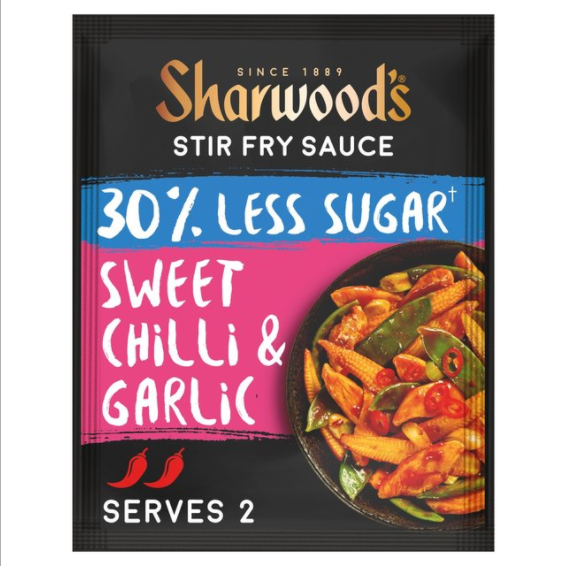 SINCE 1889
Sharwood's®
STIR FRY SAUCE
30% LESS SUGAR†
SWEET
CHiLLi &
GARLiC
SERVES 2